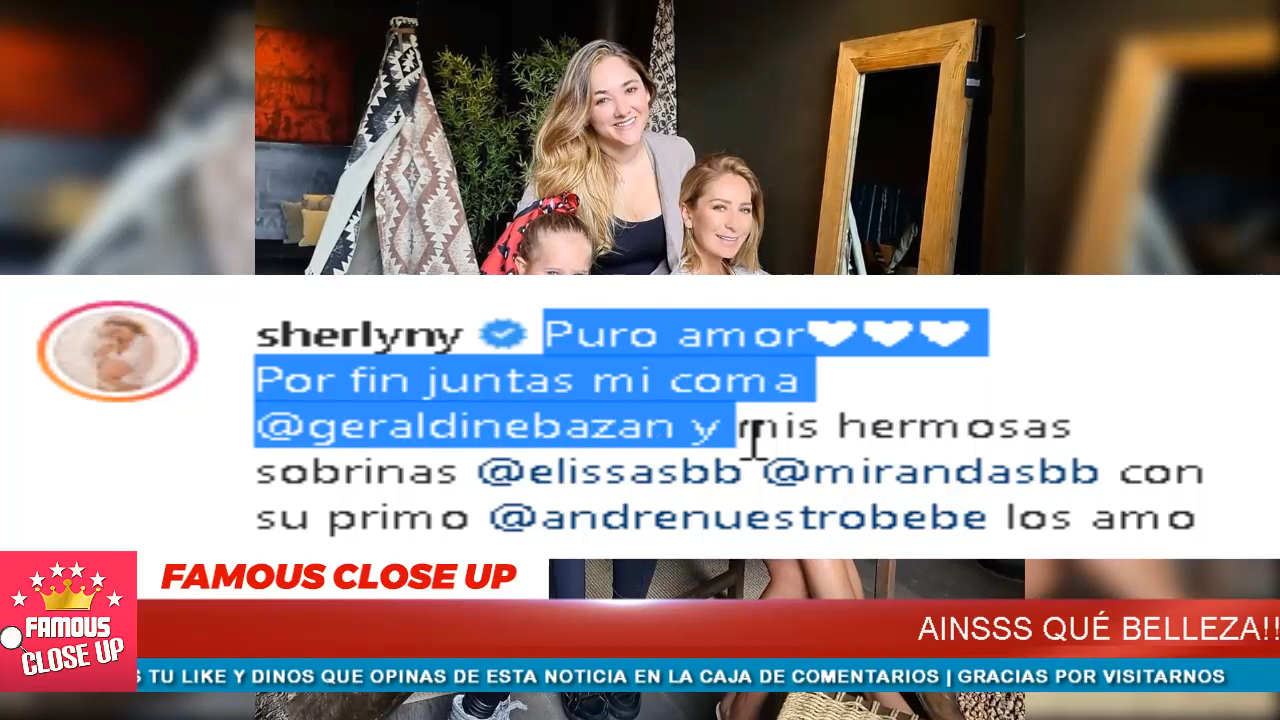 sherlyny Puro amor🤍🤍🤍
Por fin juntas mi coma
@geraldinebazan y mis hermosas
sobrinas @elissasbb @mirandasbb con
su primo @andrenuestrobebe los amo
FAMOUS CLOSE UP
FAMOUS
CLOSE UP
AINSSS QUÉ BELLEZA!!
S TU LIKE Y DINOS QUE OPINAS DE ESTA NOTICIA EN LA CAJA DE COMENTARIOS | GRACIAS POR VISITARNOS